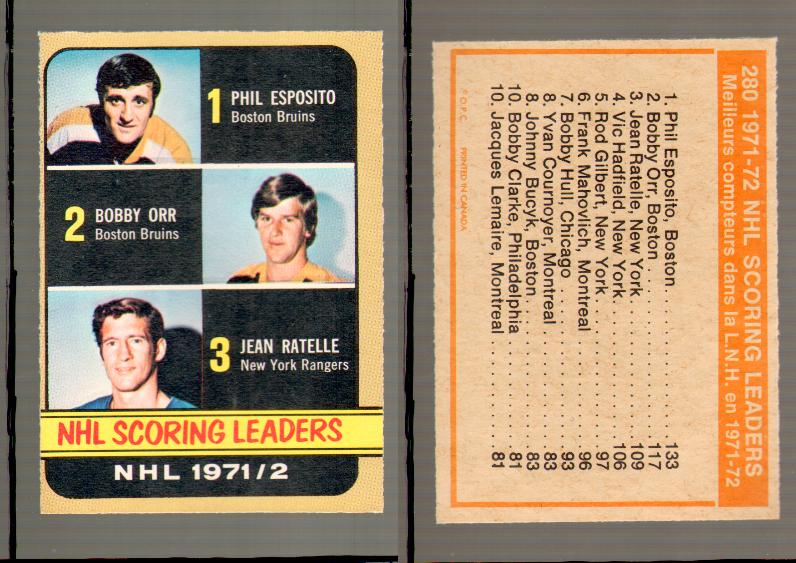 1 PHIL ESPOSITO
Boston Bruins
2 BOBBY ORR
Boston Bruins
3 JEAN RATELLE
New York Rangers
NHL SCORING LEADERS
NHL 1971/2
280 1971-72 NHL SCORING LEADERS
Meilleurs compteurs dans la L.N.H. en 1971-72
1. Phil Esposito, Boston . . . . . . . . . . . . . 133
2. Bobby Orr, Boston . . . . . . . . . . . . . . . 117
3. Jean Ratelle, New York . . . . . . . . . . . . . 109
4. Vic Hadfield, New York . . . . . . . . . . . . . 106
5. Rod Gilbert, New York . . . . . . . . . . . . . 97
6. Frank Mahovlich, Montreal . . . . . . . . . . . 96
7. Bobby Hull, Chicago . . . . . . . . . . . . . . 93
8. Yvan Cournoyer, Montreal . . . . . . . . . . . . 83
8. Johnny Bucyk, Boston . . . . . . . . . . . . . . 83
10. Bobby Clarke, Philadelphia . . . . . . . . . . 81
10. Jacques Lemaire, Montreal . . . . . . . . . . . 81
© O.P.C. PRINTED IN CANADA